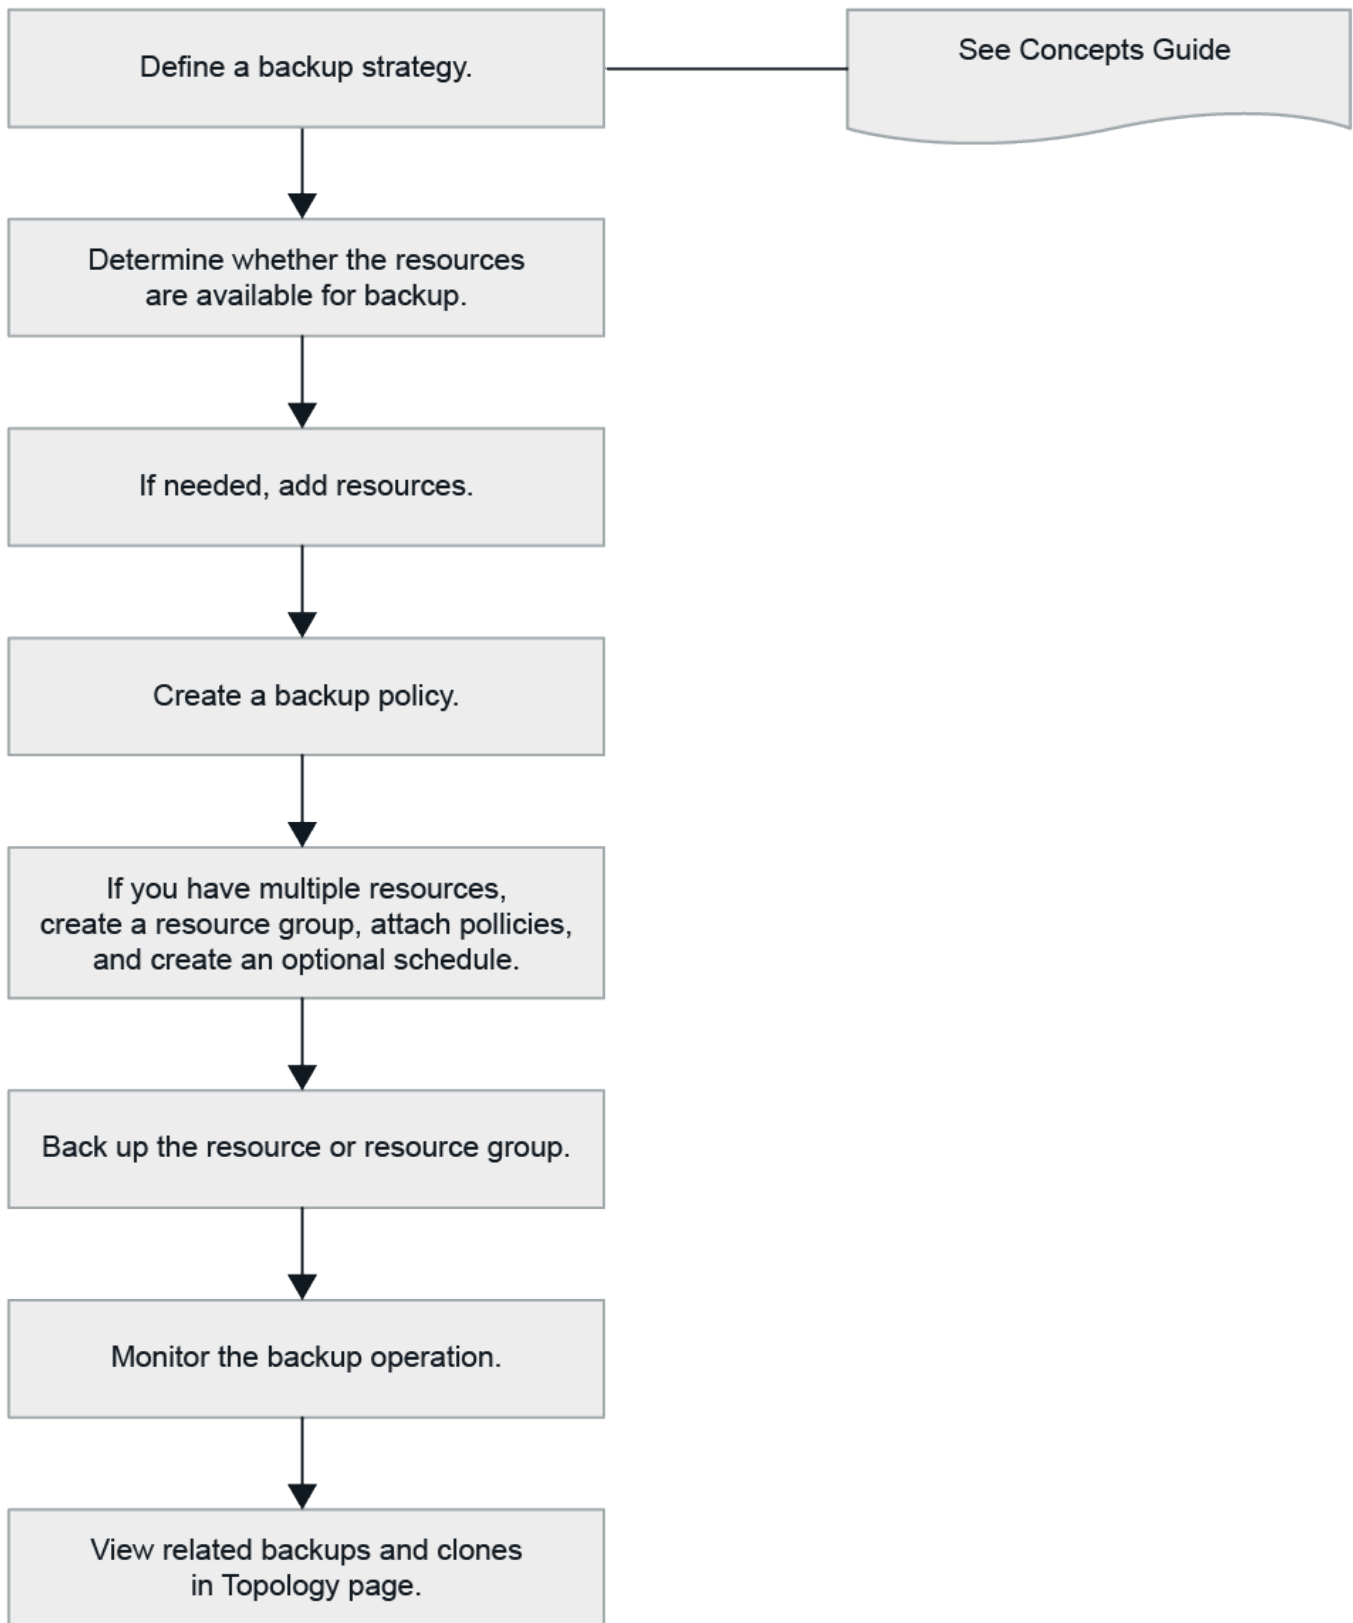 Define a backup strategy.
See Concepts Guide
Determine whether the resources
are available for backup.
If needed, add resources.
Create a backup policy.
If you have multiple resources,
create a resource group, attach pollicies,
and create an optional schedule.
Back up the resource or resource group.
Monitor the backup operation.
View related backups and clones
in Topology page.